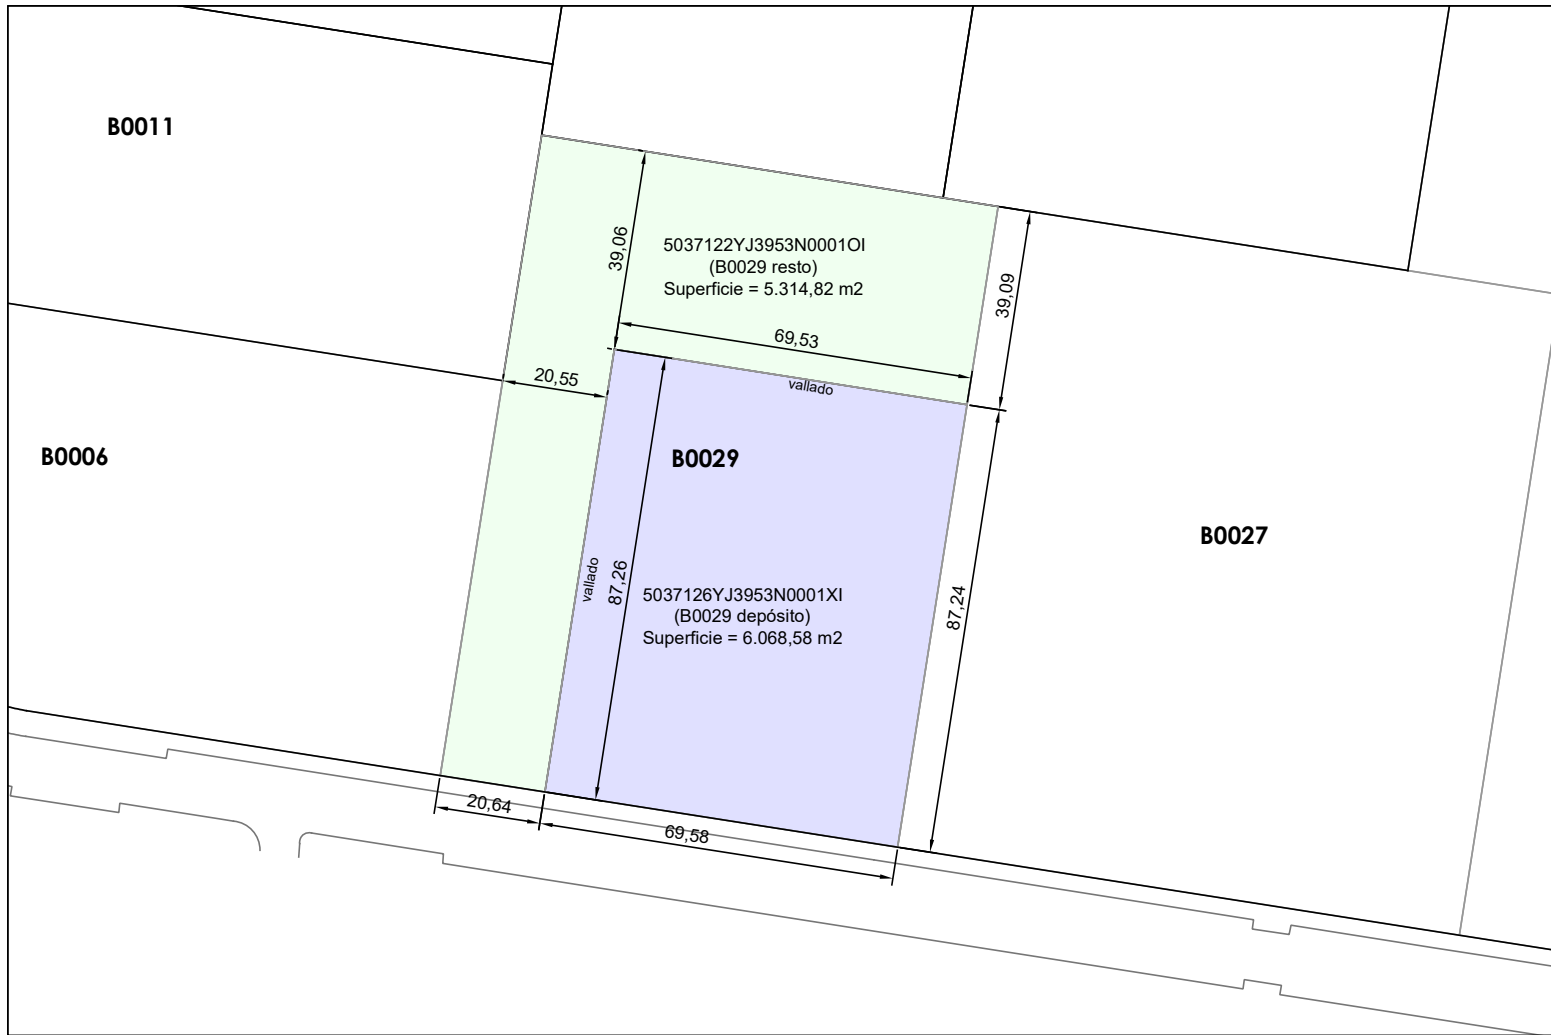 B0011
39,06
5037122YJ3953N0001OI
(B0029 resto)
Superficie = 5.314,82 m2
39,09
69,53
20,55
vallado
B0006
B0029
B0027
vallado
87,26
5037126YJ3953N0001XI
(B0029 depósito)
Superficie = 6.068,58 m2
87,24
20,64
69,58